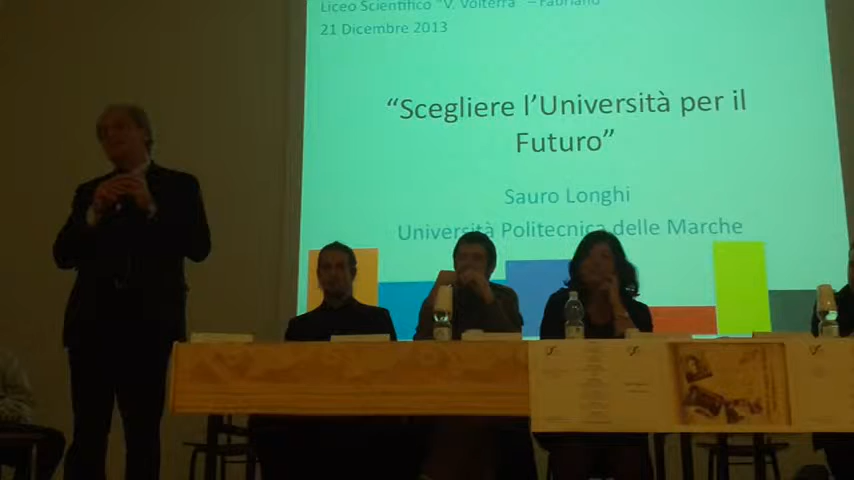 Liceo Scientifico "V. Volterra" – Fabriano
21 Dicembre 2013
“Scegliere l’Università per il
Futuro”
Sauro Longhi
Università Politecnica delle Marche